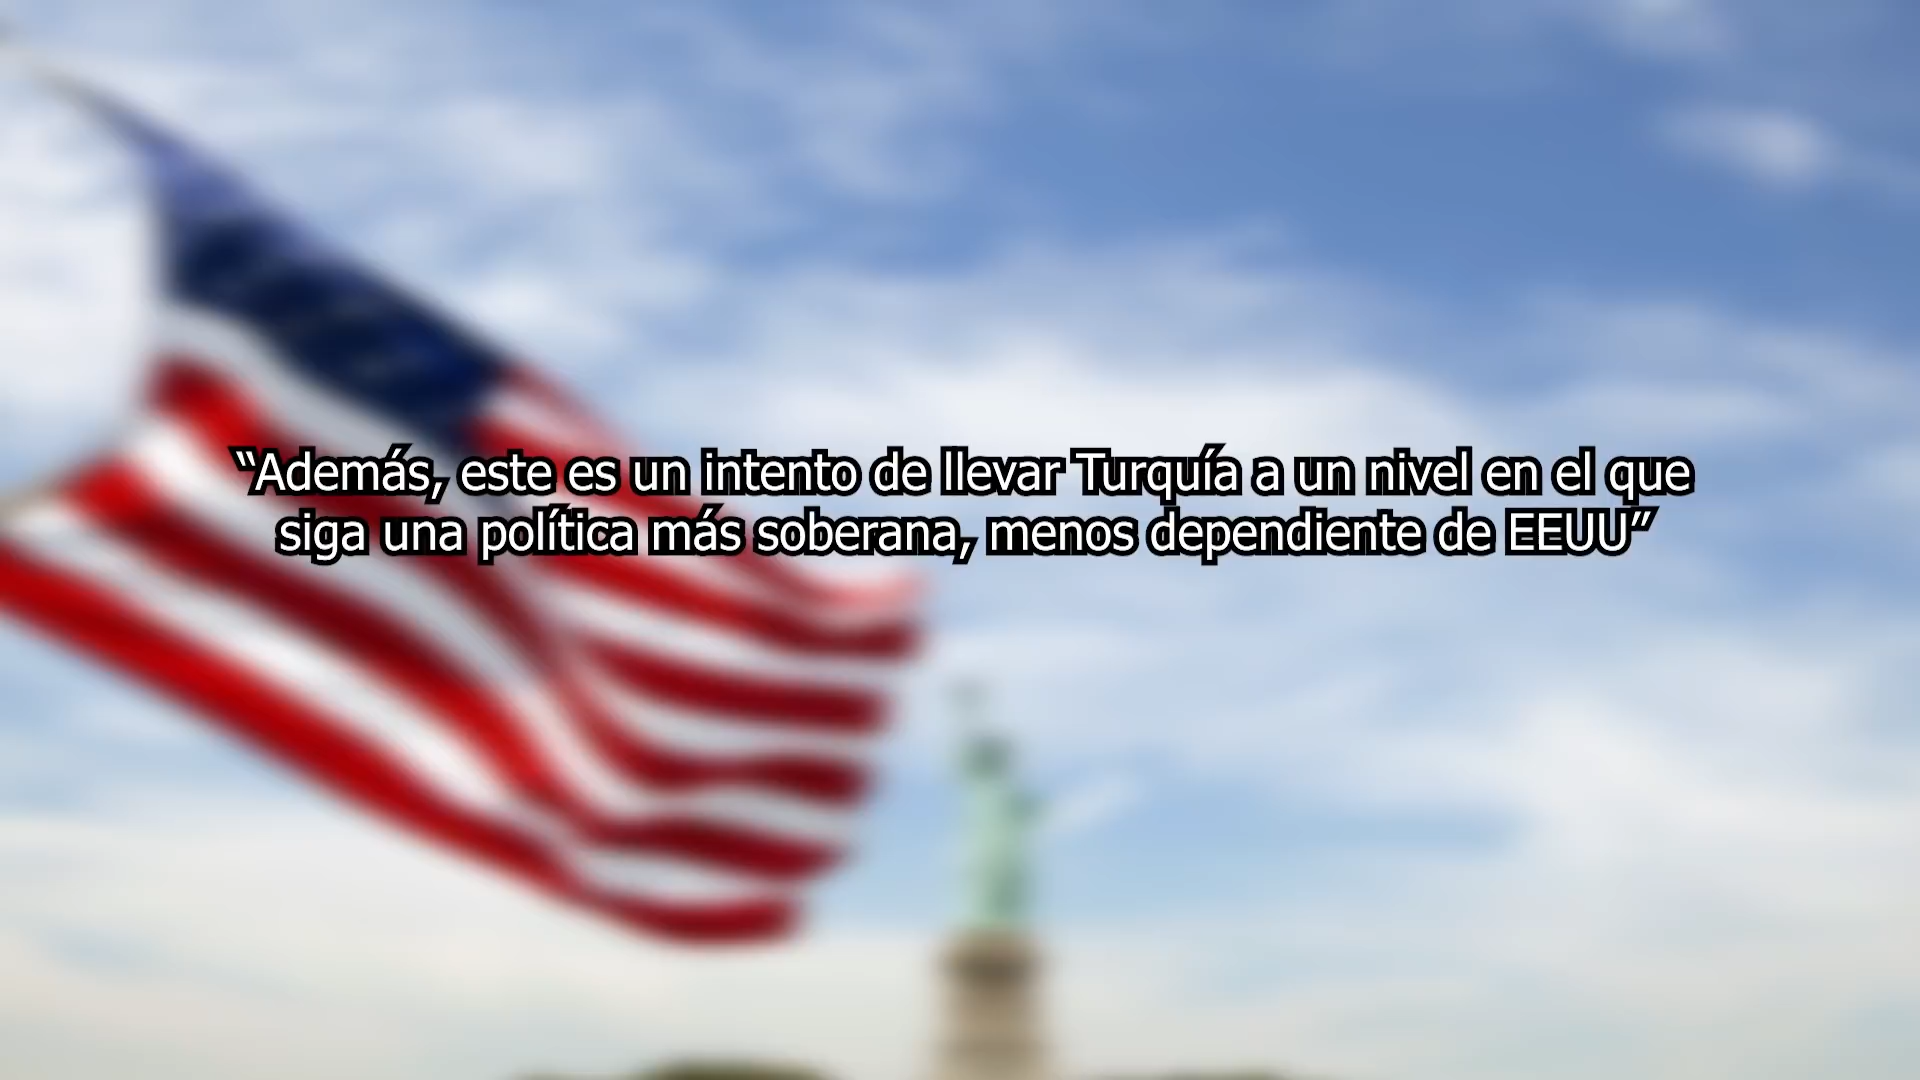 “Además, este es un intento de llevar Turquía a un nivel en el que
siga una política más soberana, menos dependiente de EEUU”